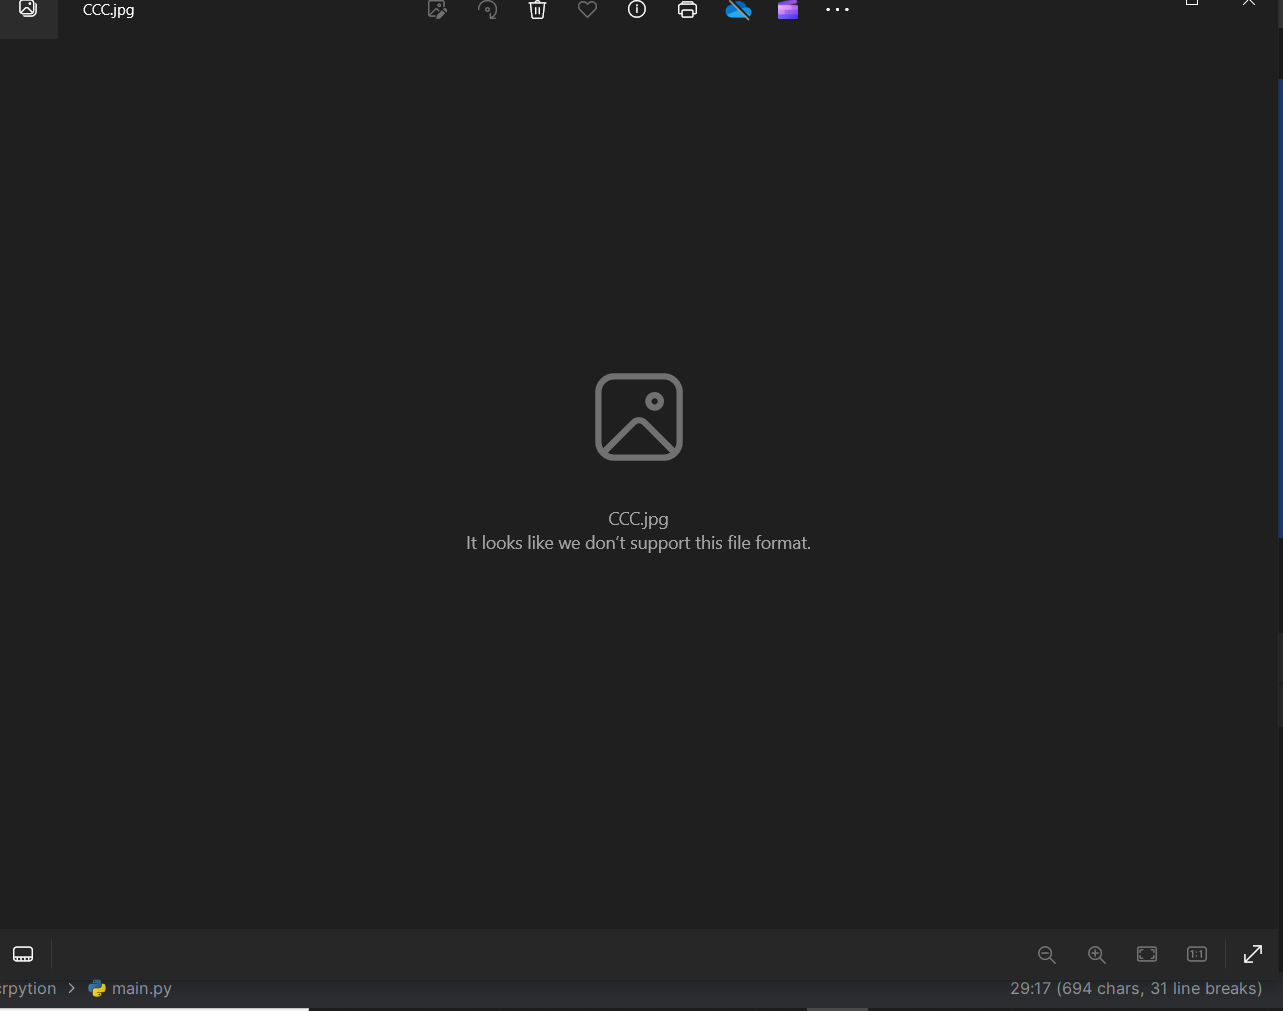 CCC.jpg
CCC.jpg
It looks like we don't support this file format.
1:1
rpytion > main.py
29:17 (694 chars, 31 line breaks)